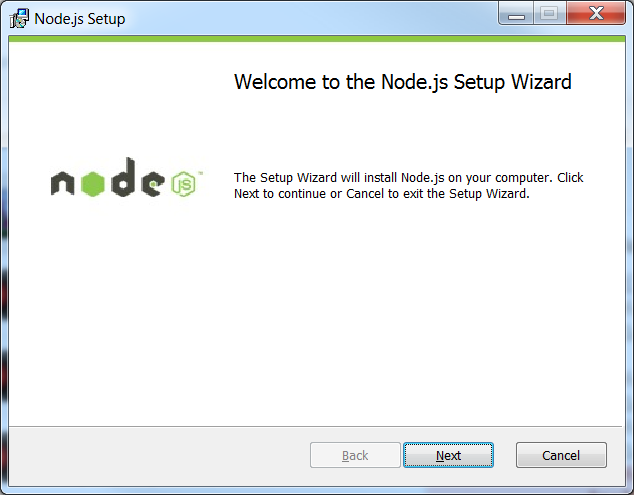 Node.js Setup
Welcome to the Node.js Setup Wizard
node JS™
The Setup Wizard will install Node.js on your computer. Click
Next to continue or Cancel to exit the Setup Wizard.
Back
Next
Cancel